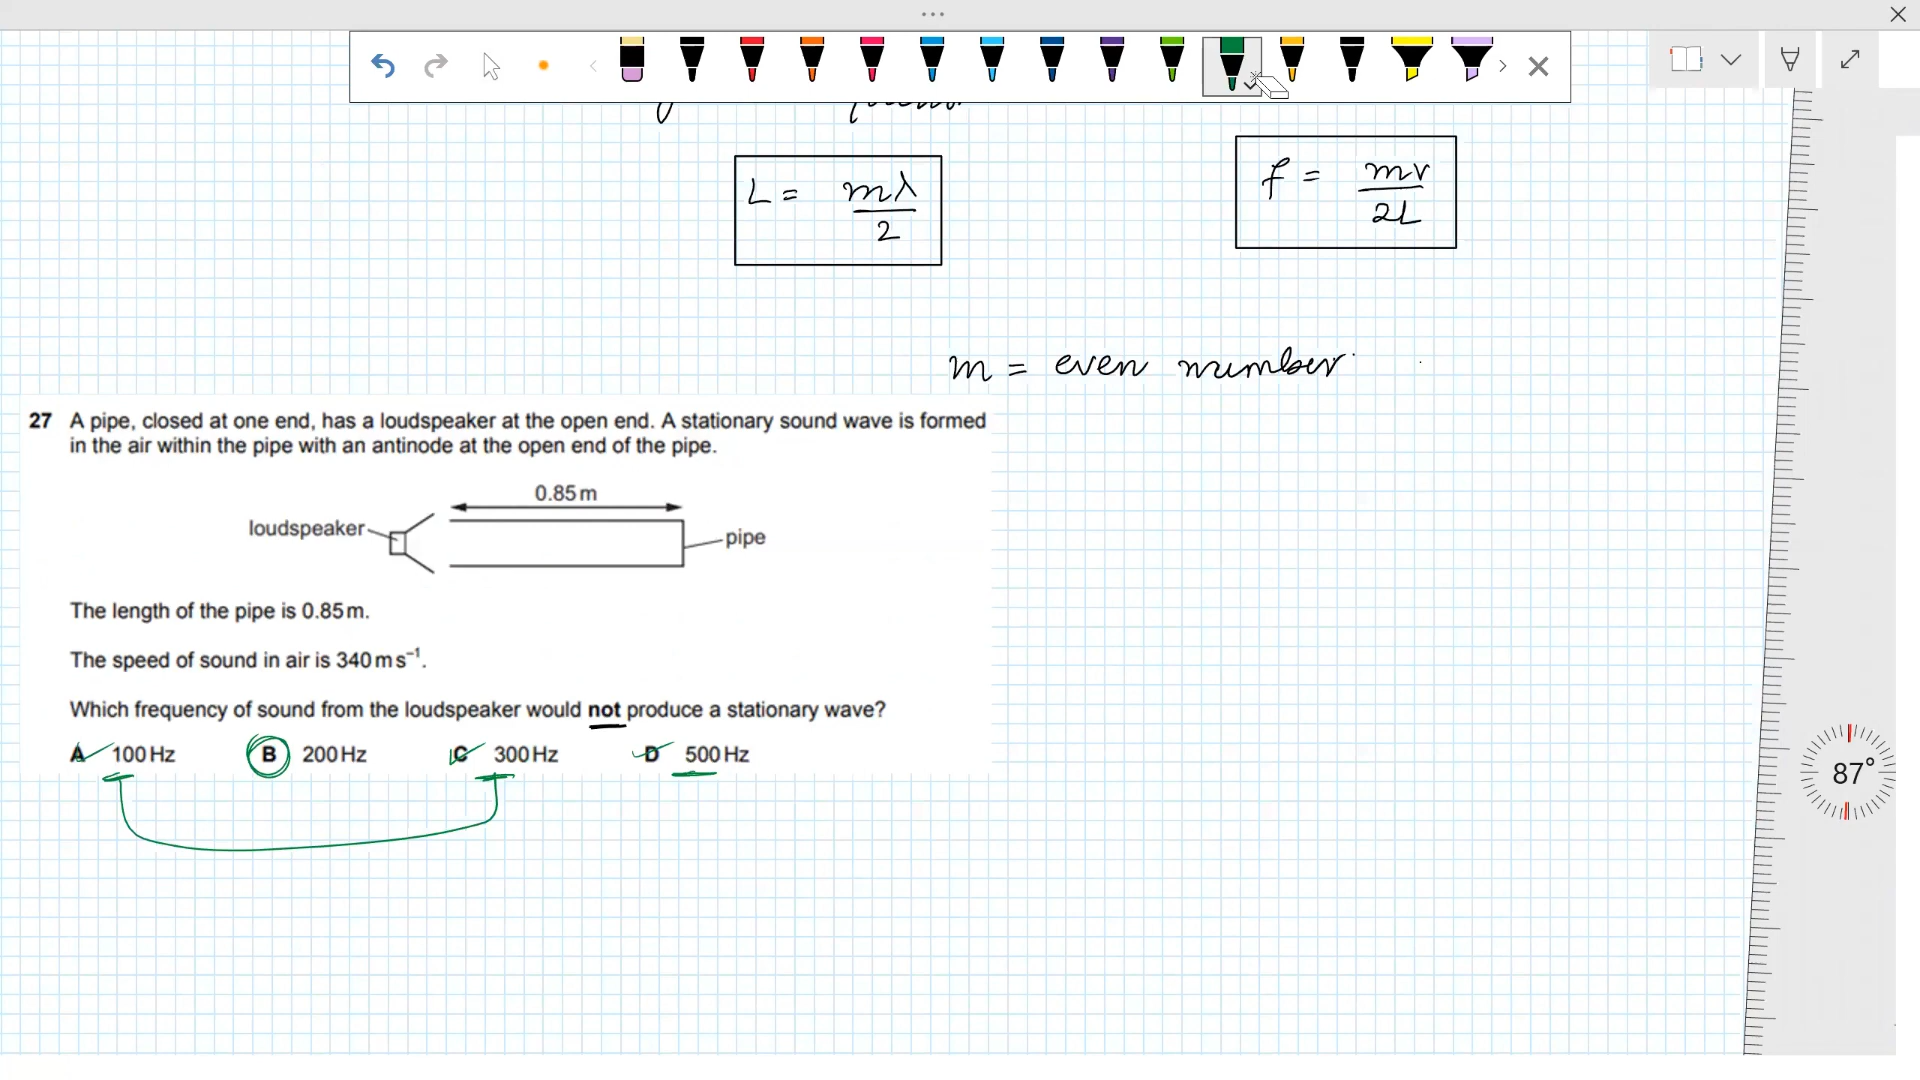 L = mλ/2
f = mv/2L
m = even number
27 A pipe, closed at one end, has a loudspeaker at the open end. A stationary sound wave is formed
in the air within the pipe with an antinode at the open end of the pipe.
0.85 m
loudspeaker
pipe
The length of the pipe is 0.85 m.
The speed of sound in air is 340 m s⁻¹.
Which frequency of sound from the loudspeaker would not produce a stationary wave?
A 100 Hz B 200 Hz C 300 Hz D 500 Hz
87°